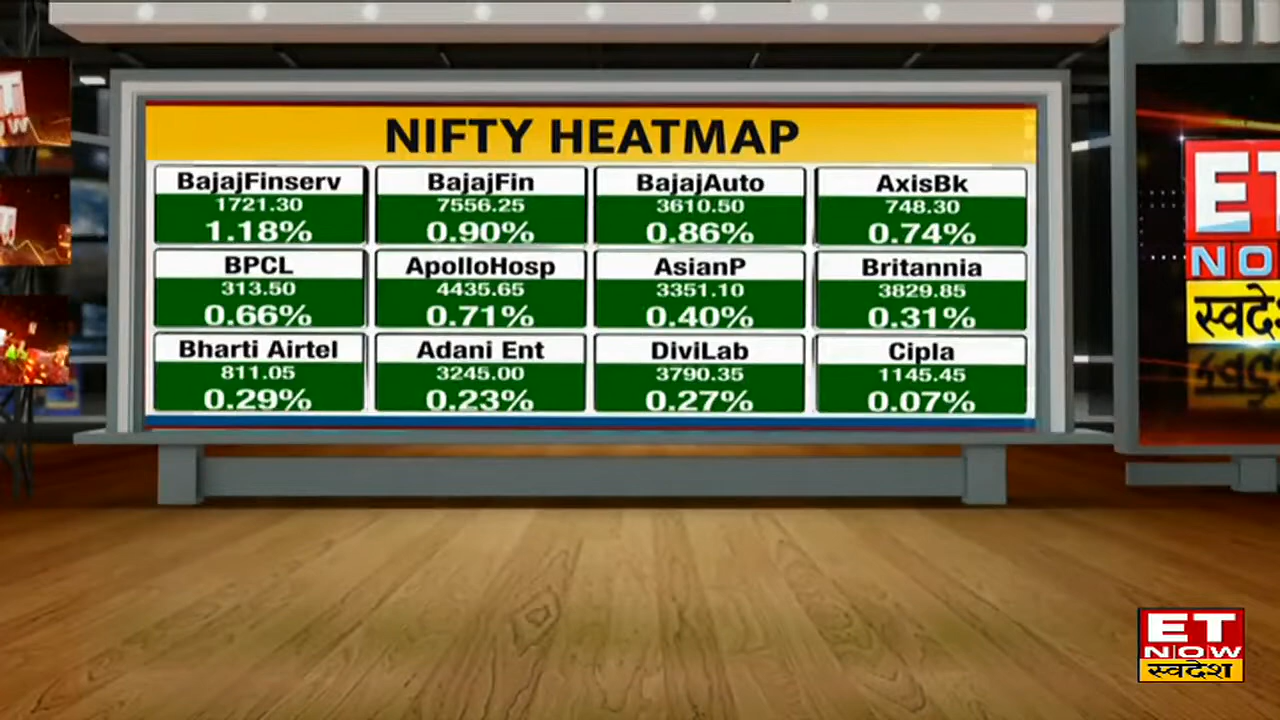 NIFTY HEATMAP
BajajFinserv
1721.30
1.18%
BajajFin
7556.25
0.90%
BajajAuto
3610.50
0.86%
AxisBk
748.30
0.74%
BPCL
313.50
0.66%
ApolloHosp
4435.65
0.71%
AsianP
3351.10
0.40%
Britannia
3829.85
0.31%
Bharti Airtel
811.05
0.29%
Adani Ent
3245.00
0.23%
DiviLab
3790.35
0.27%
Cipla
1145.45
0.07%
ET
NOW
स्वदेश